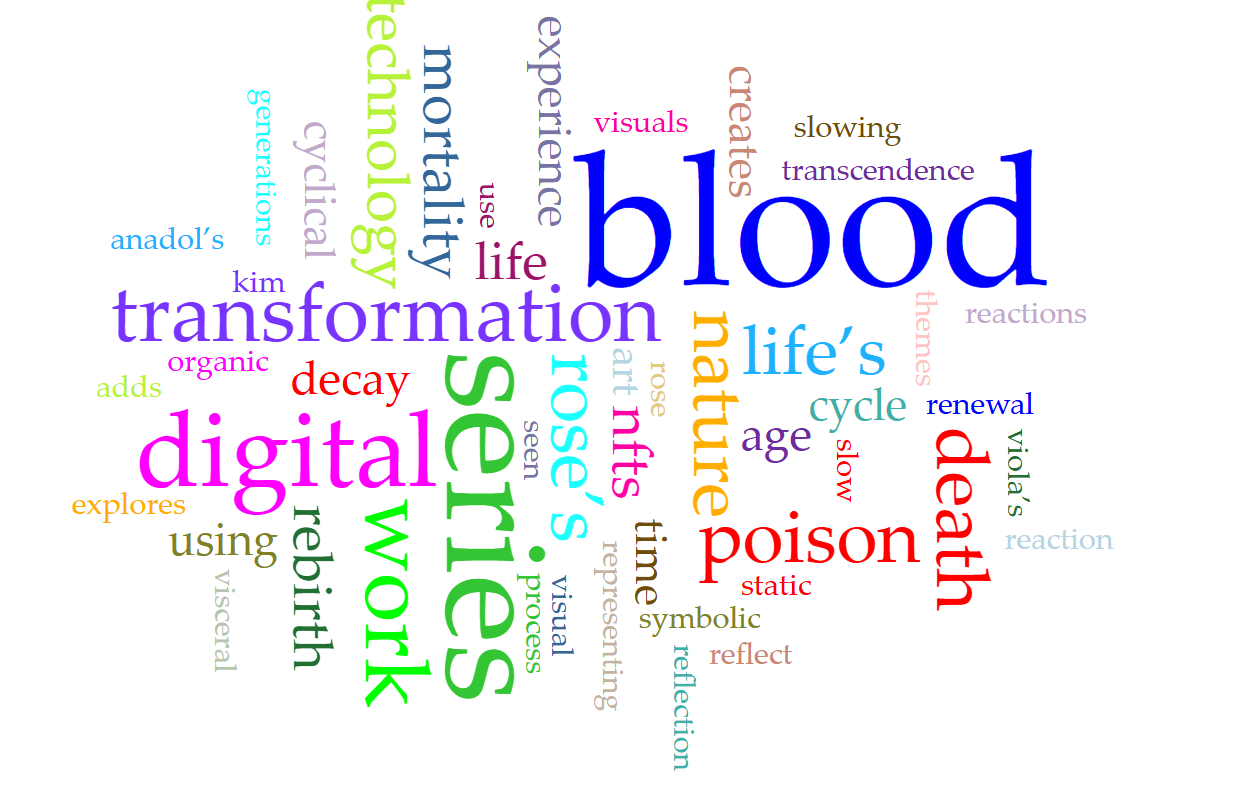 technology
experience
mortality
creates
generations
visuals
slowing
cyclical
blood
transcendence
use
anadol's
life
kim
transformation
themes
reactions
nature
life's
organic
art
rose
adds
decay
series
rose's
cycle
renewal
digital
nfts
age
seen
slow
death
viola's
explores
work
rebirth
using
time
poison
reaction
visceral
process
visual
representing
static
symbolic
reflection
reflect